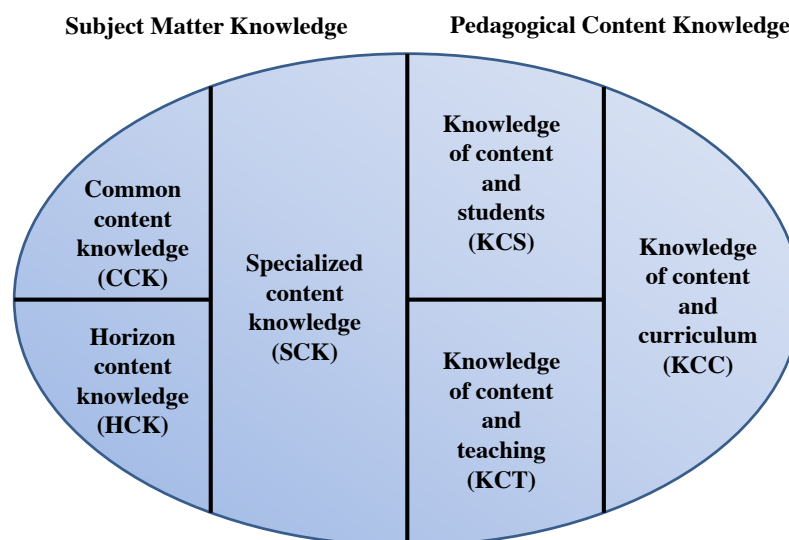 Subject Matter Knowledge
Pedagogical Content Knowledge
Common
content
knowledge
(CCK)
Horizon
content
knowledge
(HCK)
Specialized
content
knowledge
(SCK)
Knowledge
of content
and
students
(KCS)
Knowledge
of content
and
teaching
(KCT)
Knowledge
of content
and
curriculum
(KCC)